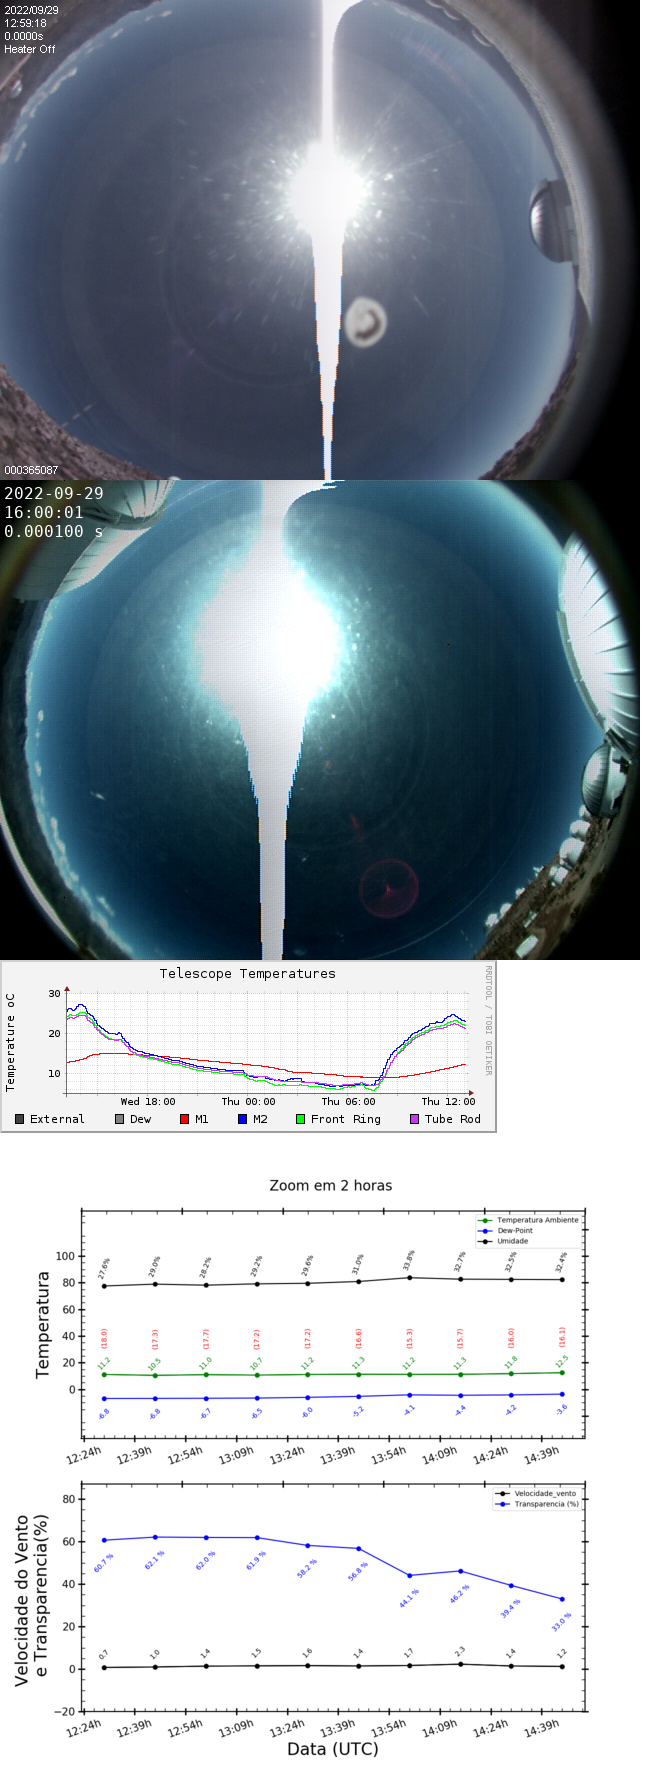 2022/09/29
12:59:18
0.0000s
Heater Off
000365087
2022-09-29
16:00:01
0.000100 s
Telescope Temperatures
RRDTOOL / TOBI OETIKER
Temperature oC
30
20
10
Wed 18:00 Thu 00:00 Thu 06:00 Thu 12:00
External Dew M1 M2 Front Ring Tube Rod
Zoom em 2 horas
Temperatura Ambiente
Dew-Point
Umidade
Temperatura
100
80
60
40
20
0
27.6% 29.0% 28.2% 29.2% 29.6% 31.0% 33.8% 32.7% 32.5% 32.4%
(18.0) (17.3) (17.7) (17.2) (17.2) (16.6) (15.3) (15.7) (16.0) (16.1)
11.2 10.5 11.0 10.7 11.2 11.3 11.2 11.3 11.8 12.5
-6.8 -6.8 -6.7 -6.5 -6.0 -5.2 -4.1 -4.4 -4.2 -3.6
12:24h 12:39h 12:54h 13:09h 13:24h 13:39h 13:54h 14:09h 14:24h 14:39h
Velocidade_vento
Transparencia (%)
Velocidade do Vento
e Transparencia(%)
80
60
40
20
0
−20
60.7 % 62.1 % 62.0 % 61.9 % 58.2 % 56.8 % 44.1 % 46.2 % 39.4 % 33.0 %
0.7 1.0 1.4 1.5 1.6 1.4 1.7 2.3 1.4 1.2
12:24h 12:39h 12:54h 13:09h 13:24h 13:39h 13:54h 14:09h 14:24h 14:39h
Data (UTC)